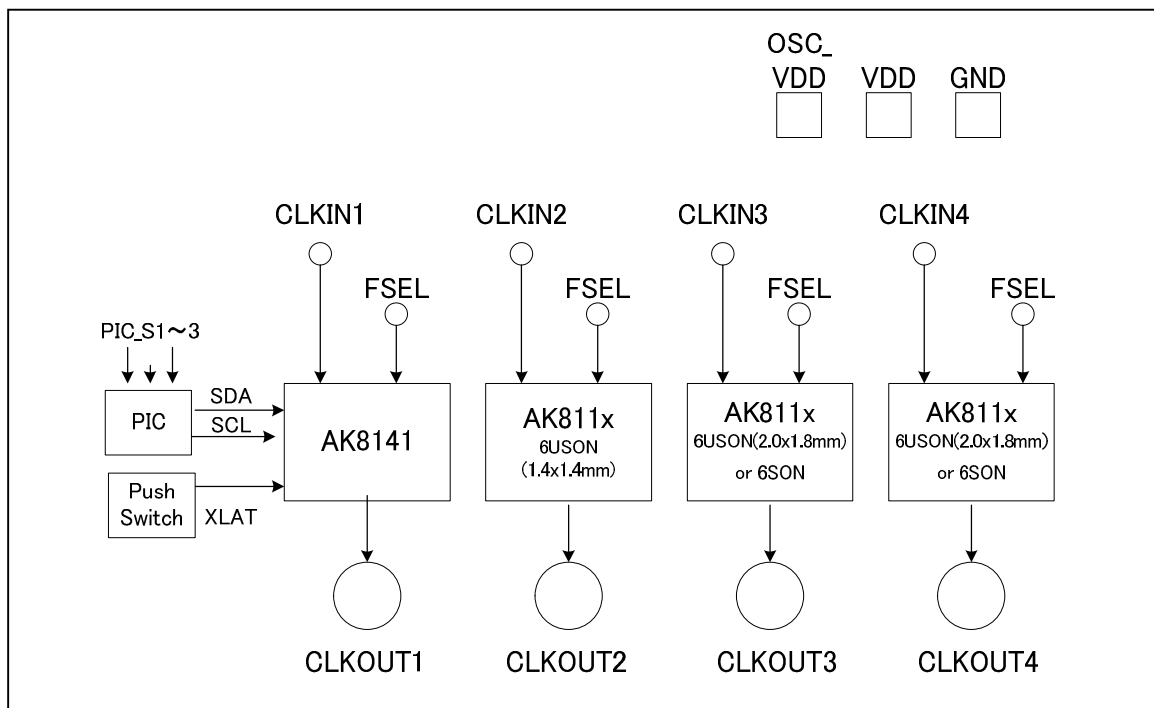 OSC_
VDD VDD GND
CLKIN1 CLKIN2 CLKIN3 CLKIN4
FSEL FSEL FSEL FSEL
PIC_S1～3
PIC
SDA
SCL
Push
Switch
XLAT
AK8141
AK811x
6USON
(1.4x1.4mm)
AK811x
6USON(2.0x1.8mm)
or 6SON
AK811x
6USON(2.0x1.8mm)
or 6SON
CLKOUT1 CLKOUT2 CLKOUT3 CLKOUT4